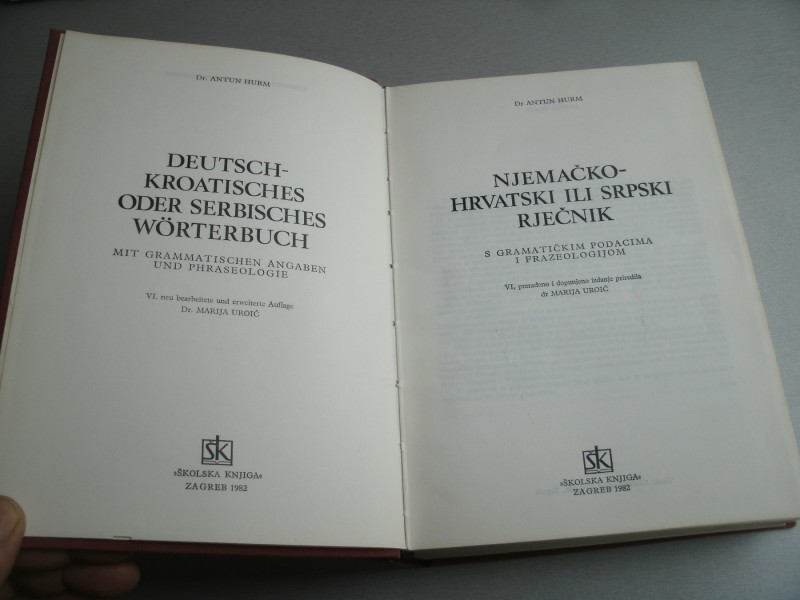 Dr. ANTUN HURM
DEUTSCH-
KROATISCHES
ODER SERBISCHES
WÖRTERBUCH
MIT GRAMMATISCHEN ANGABEN
UND PHRASEOLOGIE
VI. neu bearbeitete und erweiterte Auflage
Dr. MARIJA UROIĆ
ŠK
»ŠKOLSKA KNJIGA«
ZAGREB 1982
Dr ANTUN HURM
NJEMAČKO-
HRVATSKI ILI SRPSKI
RJEČNIK
S GRAMATIČKIM PODACIMA
I FRAZEOLOGIJOM
VI, prerađeno i dopunjeno izdanje priredila
dr MARIJA UROIĆ
ŠK
»ŠKOLSKA KNJIGA«
ZAGREB 1982